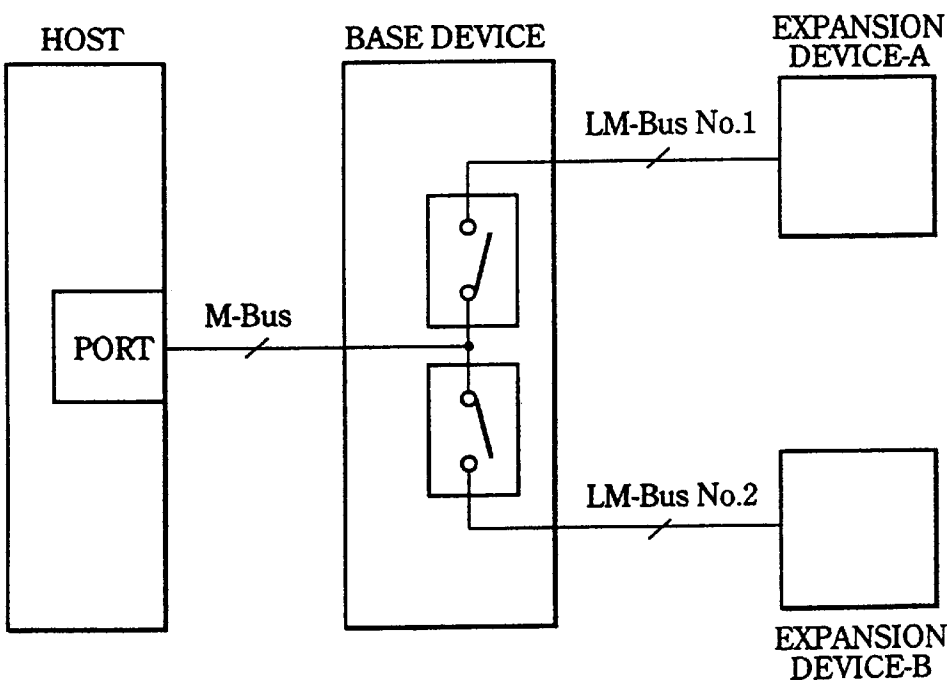 HOST
BASE DEVICE
EXPANSION
DEVICE-A
LM-Bus No.1
M-Bus
PORT
LM-Bus No.2
EXPANSION
DEVICE-B